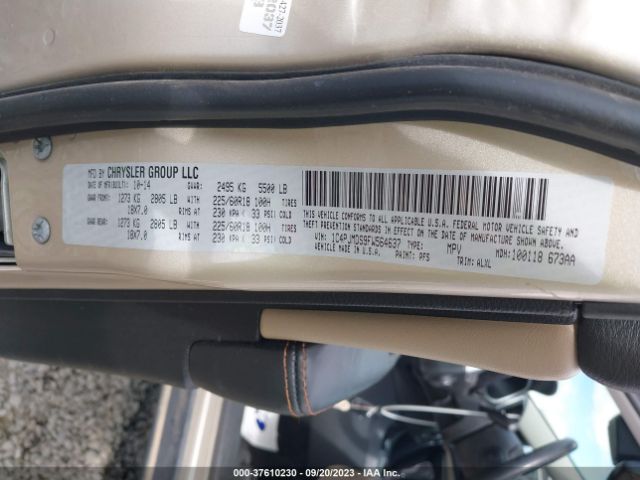 427-2037
2037
MFD BY CHRYSLER GROUP LLC
DATE OF MFR(BUILT): 10-14 GVWR: 2495 KG 5500 LB
GAWR FRONT: 1273 KG 2805 LB WITH 225/60R18 100H TIRES
18X7.0 RIMS AT 230 KPA / 33 PSI COLD
GAWR REAR: 1273 KG 2805 LB WITH 225/60R18 100H TIRES
18X7.0 RIMS AT 230 KPA / 33 PSI COLD
THIS VEHICLE CONFORMS TO ALL APPLICABLE U.S.A. FEDERAL MOTOR VEHICLE SAFETY AND
THEFT PREVENTION STANDARDS IN EFFECT ON THE DATE OF MANUFACTURE SHOWN ABOVE.
VIN: 1C4PJMDS9FW564637 TYPE: MPV MDH: 100118 673AA
MADE IN U.S.A. PAINT: PFS TRIM: ALXL
000-37610230 - 09/20/2023 - IAA Inc.